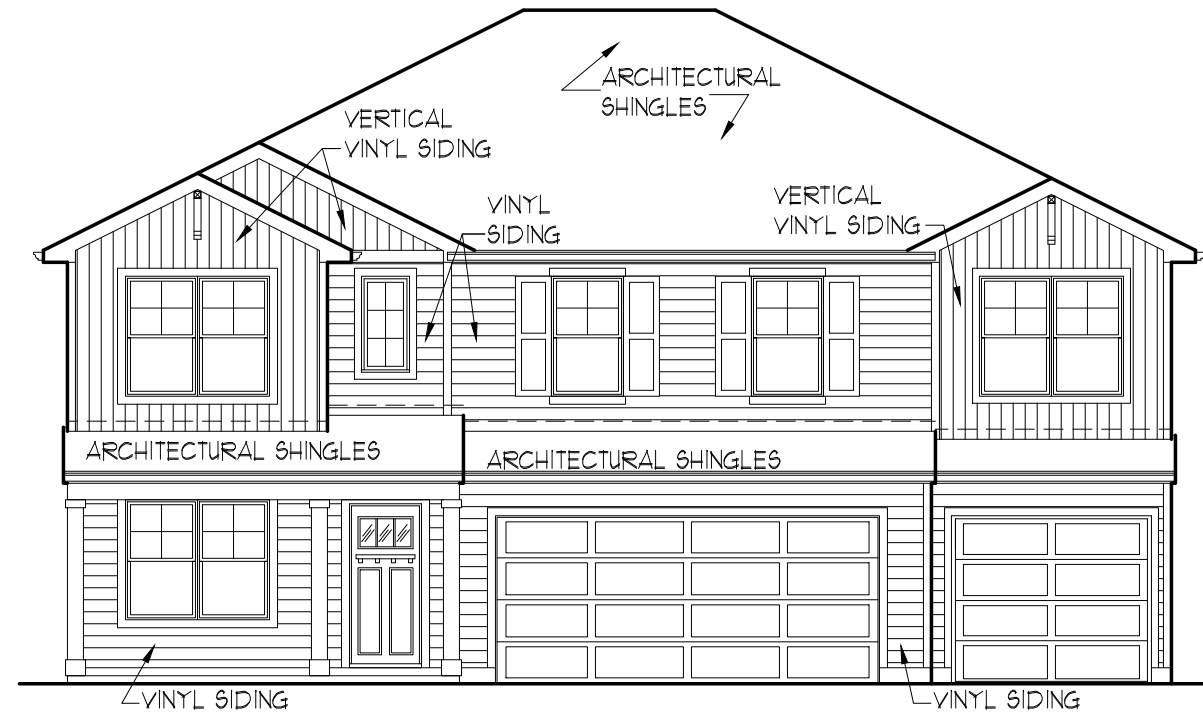 ARCHITECTURAL
SHINGLES
VERTICAL
VINYL SIDING
VINYL
SIDING
VERTICAL
VINYL SIDING
ARCHITECTURAL SHINGLES
ARCHITECTURAL SHINGLES
VINYL SIDING
VINYL SIDING